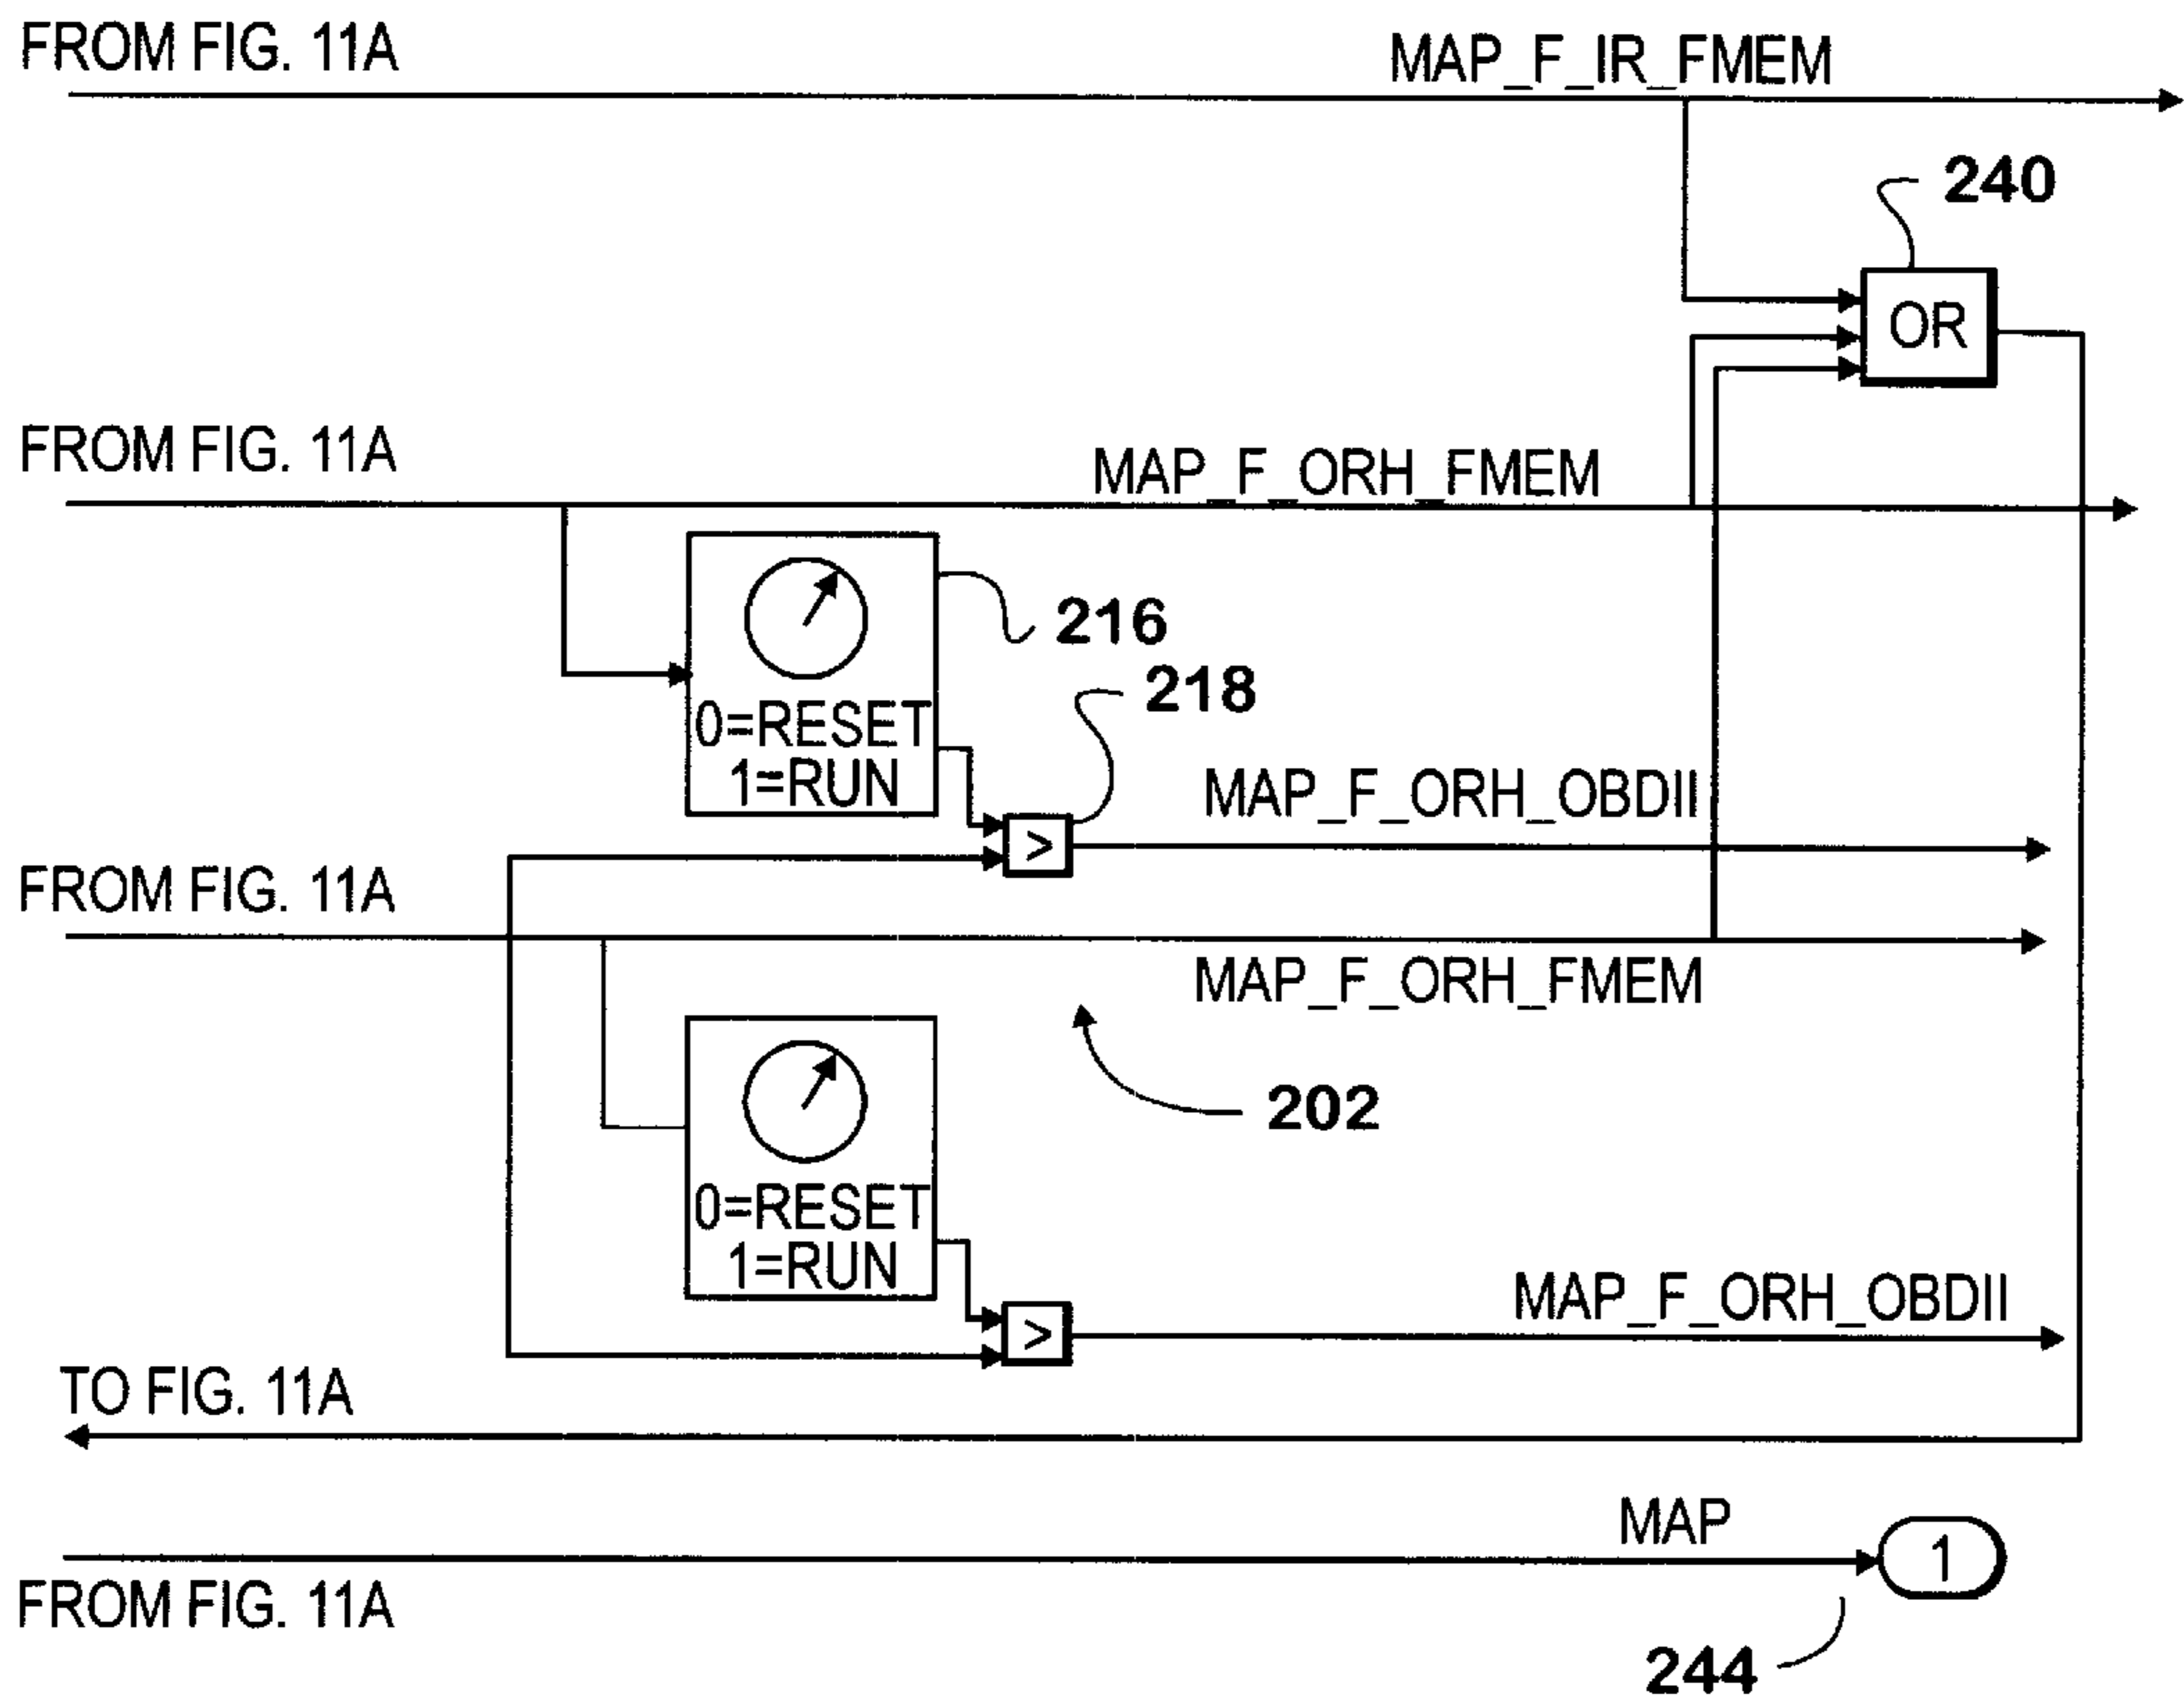 FROM FIG. 11A
MAP_F_IR_FMEM
240
OR
FROM FIG. 11A
MAP_F_ORH_FMEM
216
218
0=RESET
1=RUN
MAP_F_ORH_OBDII
>
FROM FIG. 11A
MAP_F_ORH_FMEM
202
0=RESET
1=RUN
MAP_F_ORH_OBDII
>
TO FIG. 11A
MAP
1
FROM FIG. 11A
244